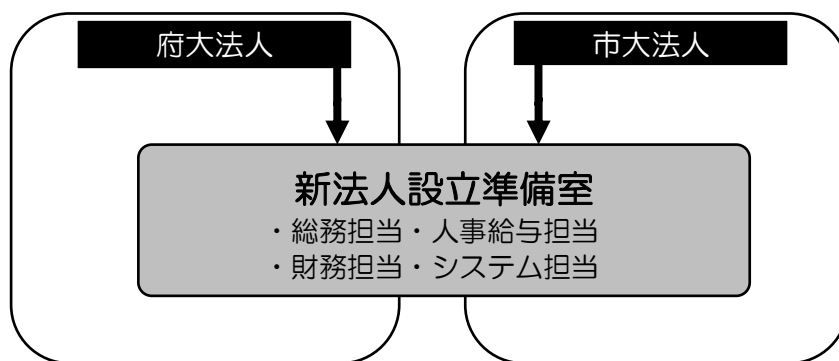 府大法人
市大法人
新法人設立準備室
・総務担当・人事給与担当
・財務担当・システム担当